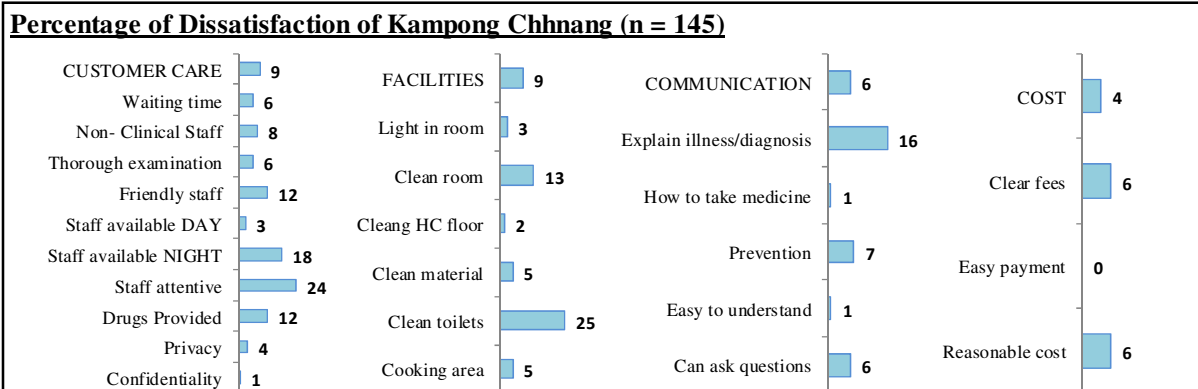 Percentage of Dissatisfaction of Kampong Chhnang (n = 145)
CUSTOMER CARE 9
Waiting time 6
Non- Clinical Staff 8
Thorough examination 6
Friendly staff 12
Staff available DAY 3
Staff available NIGHT 18
Staff attentive 24
Drugs Provided 12
Privacy 4
Confidentiality 1
FACILITIES 9
Light in room 3
Clean room 13
Cleang HC floor 2
Clean material 5
Clean toilets 25
Cooking area 5
COMMUNICATION 6
Explain illness/diagnosis 16
How to take medicine 1
Prevention 7
Easy to understand 1
Can ask questions 6
COST 4
Clear fees 6
Easy payment 0
Reasonable cost 6